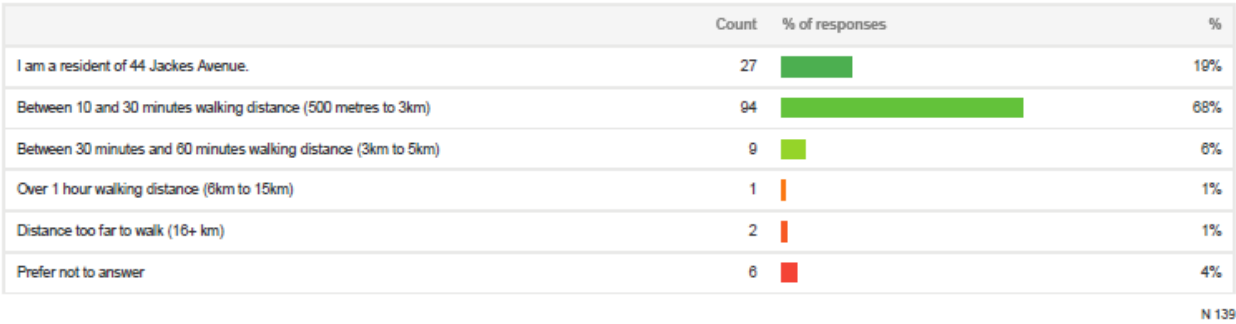 Count % of responses %
I am a resident of 44 Jackes Avenue. 27 19%
Between 10 and 30 minutes walking distance (500 metres to 3km) 94 68%
Between 30 minutes and 60 minutes walking distance (3km to 5km) 9 6%
Over 1 hour walking distance (6km to 15km) 1 1%
Distance too far to walk (16+ km) 2 1%
Prefer not to answer 6 4%
N 139